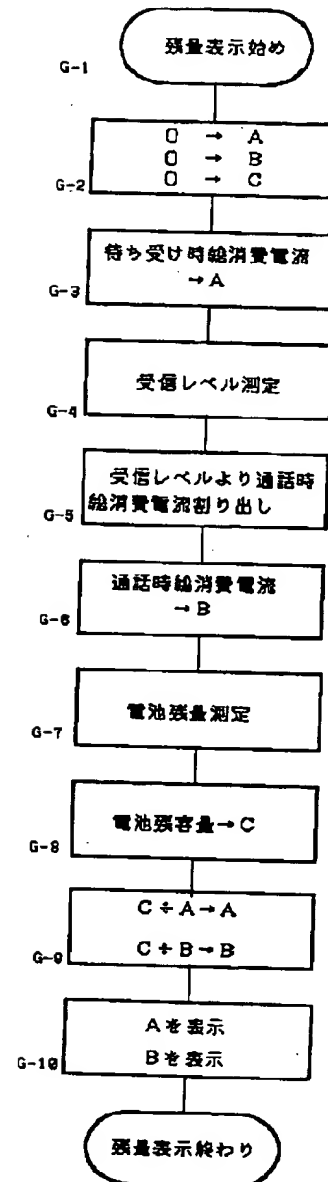 残量表示始め
G-1
0 → A
0 → B
0 → C
G-2
待ち受け時総消費電流
→ A
G-3
受信レベル測定
G-4
受信レベルより通話時
総消費電流割り出し
G-5
通話時総消費電流
→ B
G-6
電池残量測定
G-7
電池残容量→C
G-8
C÷A→A
C÷B→B
G-9
Aを表示
Bを表示
G-10
残量表示終わり